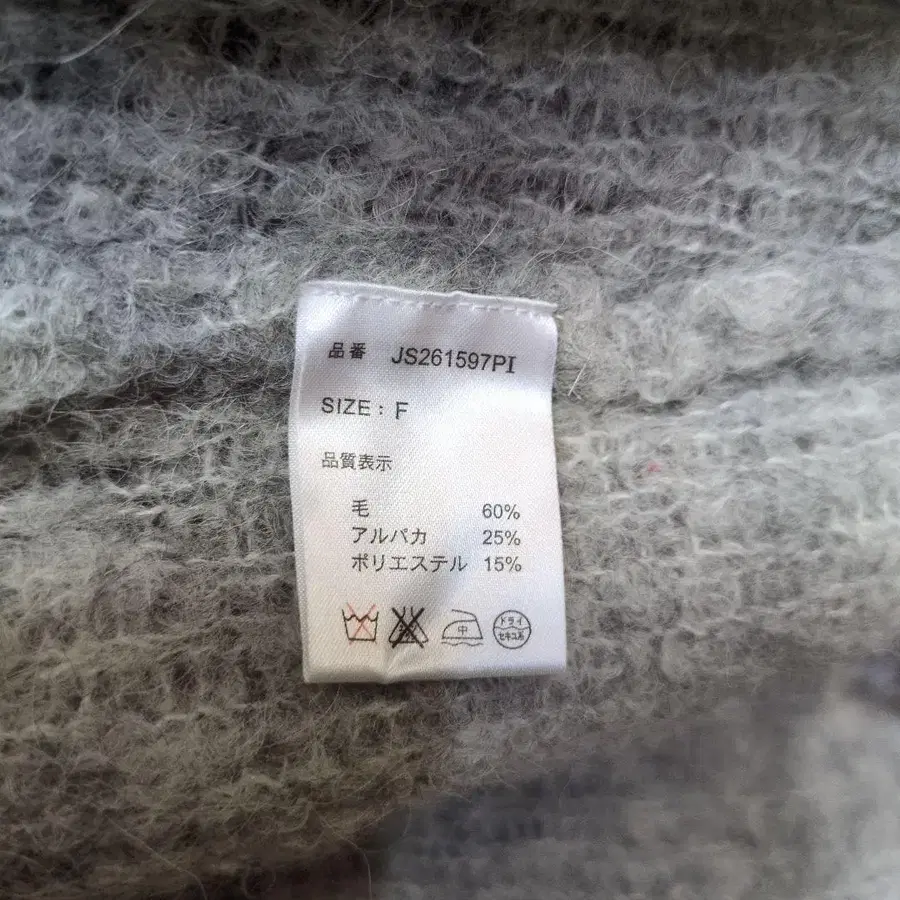 品番 JS261597PI
SIZE : F
品質表示
毛 60%
アルパカ 25%
ポリエステル 15%
中 ドライ
セキユ系